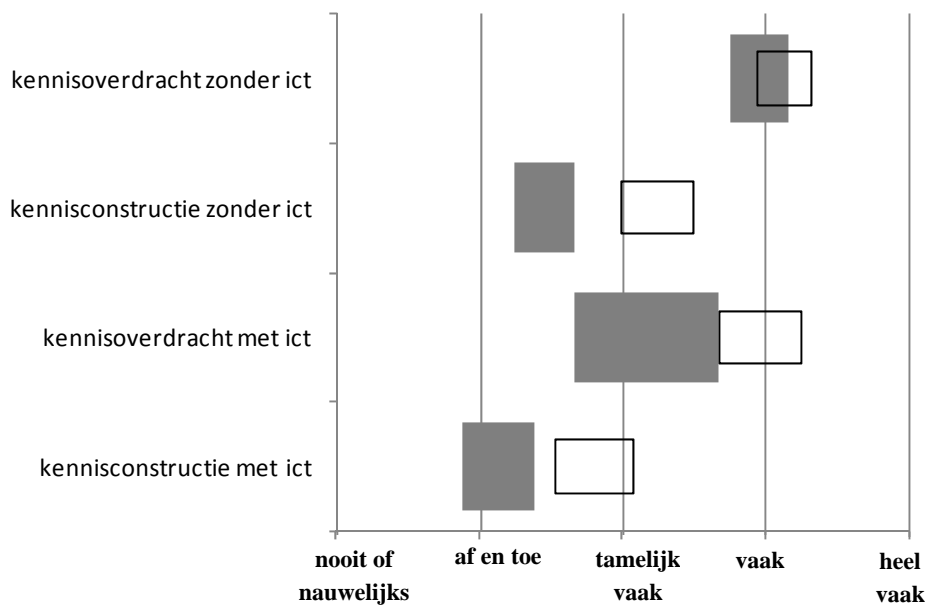 kennisoverdracht zonder ict
kennisconstructie zonder ict
kennisoverdracht met ict
kennisconstructie met ict
nooit of
nauwelijks
af en toe
tamelijk
vaak
vaak
heel
vaak